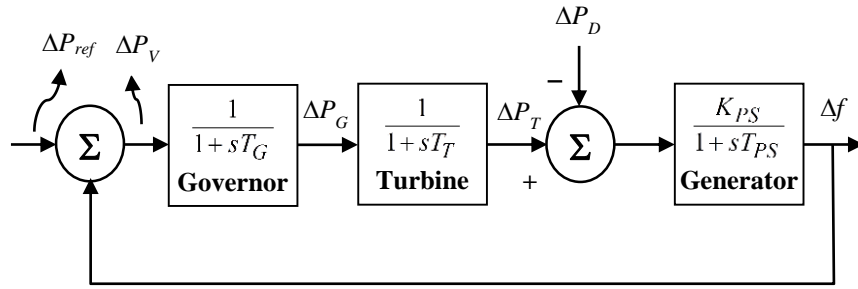 ΔP_D
ΔP_ref
ΔP_V
−
Σ
1
1 + sT_G
Governor
ΔP_G
1
1 + sT_T
Turbine
ΔP_T
+
Σ
K_PS
1 + sT_PS
Generator
Δf